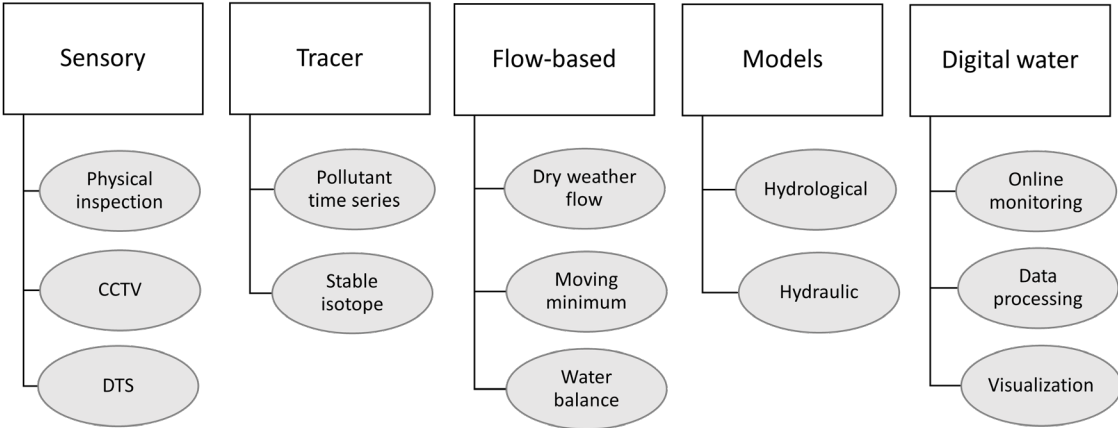 Sensory
Physical
inspection
CCTV
DTS
Tracer
Pollutant
time series
Stable
isotope
Flow-based
Dry weather
flow
Moving
minimum
Water
balance
Models
Hydrological
Hydraulic
Digital water
Online
monitoring
Data
processing
Visualization